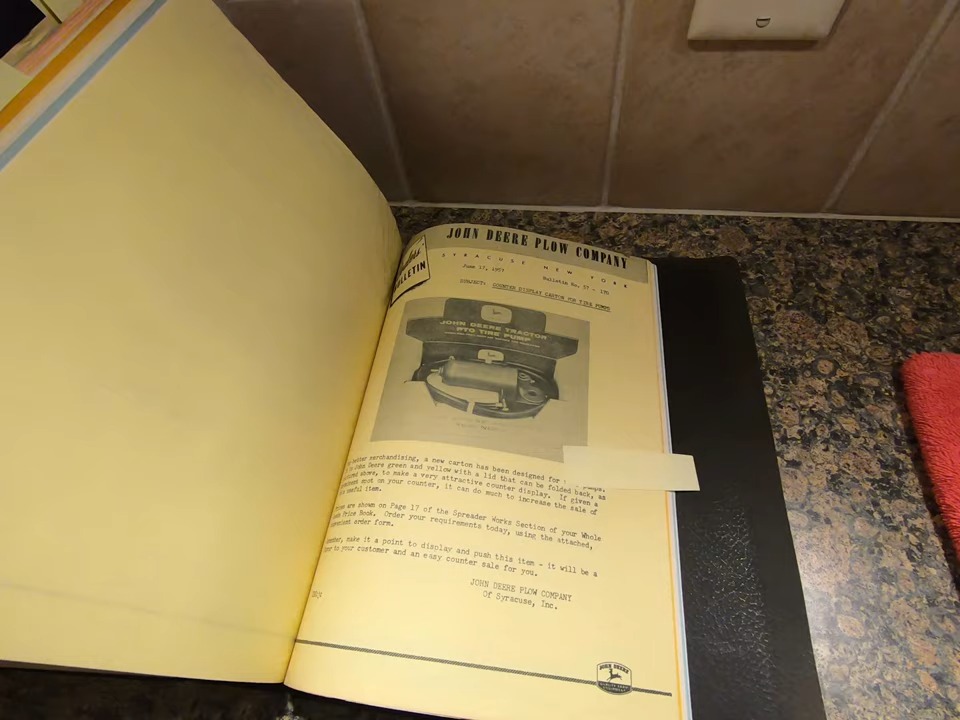 JOHN DEERE PLOW COMPANY
SYRACUSE NEW YORK
BULLETIN
June 17, 1957
Bulletin No. 57 - 170
SUBJECT: COUNTER DISPLAY CARTON FOR TIRE PUMPS
JOHN DEERE TRACTOR
PTO TIRE PUMP
merchandising, a new carton has been designed for
John Deere green and yellow with a lid that can be folded back, as
above, to make a very attractive counter display. If given a
spot on your counter, it can do much to increase the sale of
useful item.
are shown on Page 17 of the Spreader Works Section of your Whole
Price Book. Order your requirements today, using the attached,
order form.
make it a point to display and push this item - it will be a
to your customer and an easy counter sale for you.
JOHN DEERE PLOW COMPANY
Of Syracuse, Inc.
JOHN DEERE